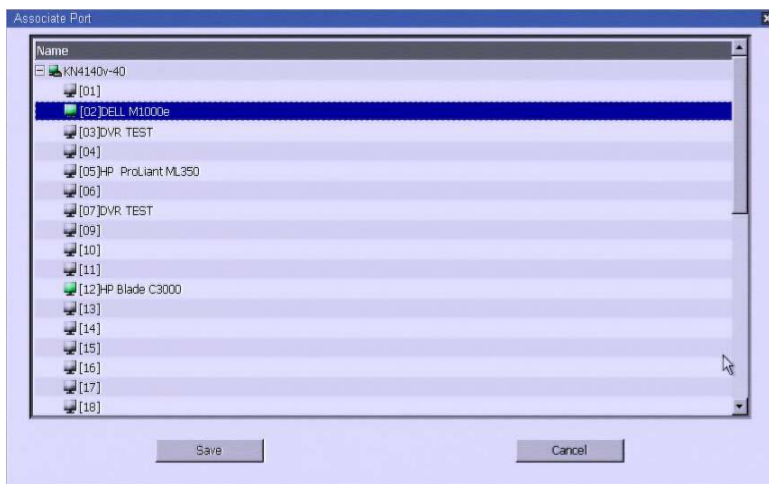 Associate Port
Name
KN4140v-40
[01]
[02]DELL M1000e
[03]DVR TEST
[04]
[05]HP ProLiant ML350
[06]
[07]DVR TEST
[09]
[10]
[11]
[12]HP Blade C3000
[13]
[14]
[15]
[16]
[17]
[18]
Save Cancel